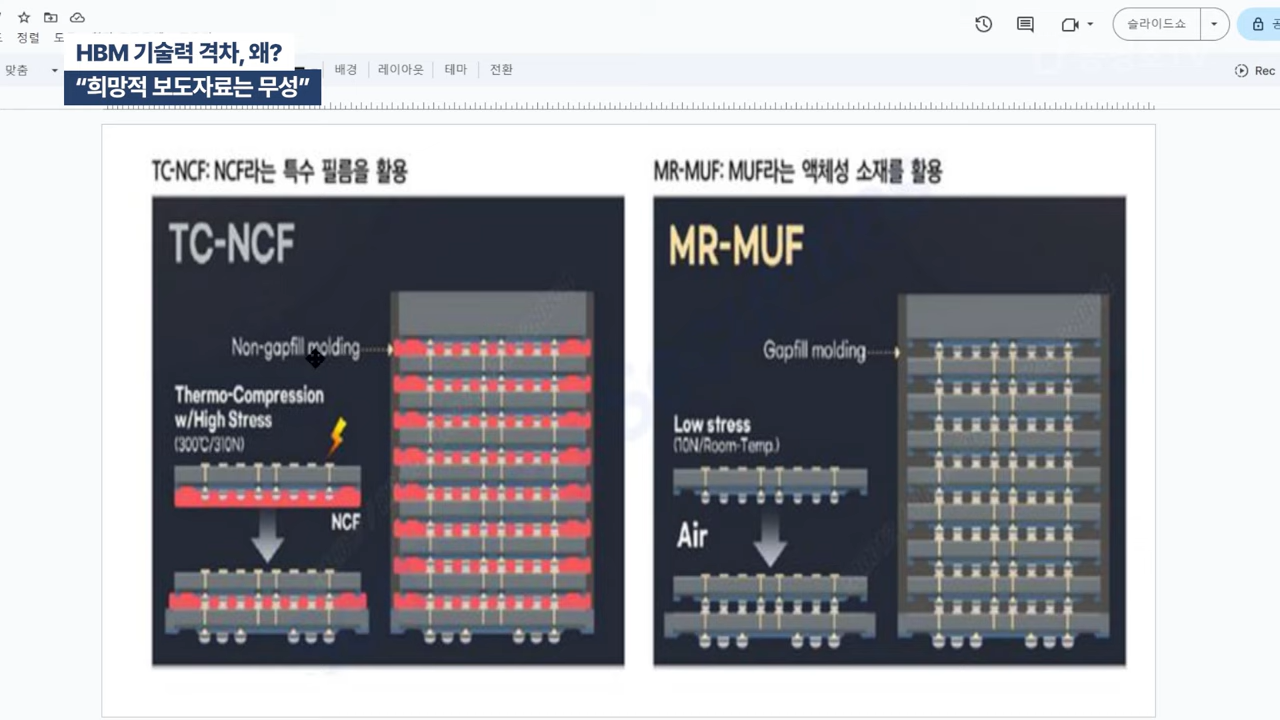 정렬
HBM 기술력 격차, 왜?
“희망적 보도자료는 무성”
슬라이드쇼
맞춤
배경
레이아웃
테마
전환
Rec
TC-NCF: NCF라는 특수 필름을 활용
TC-NCF
Non-gapfill molding
Thermo-Compression
w/High Stress
(300℃/310N)
NCF
MR-MUF: MUF라는 액체성 소재를 활용
MR-MUF
Gapfill molding
Low stress
(10N/Room-Temp.)
Air